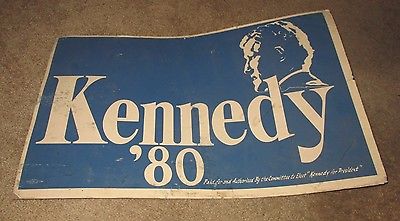 Kennedy
'80
Paid for and Authorized By the Committee to Elect "Kennedy for President"